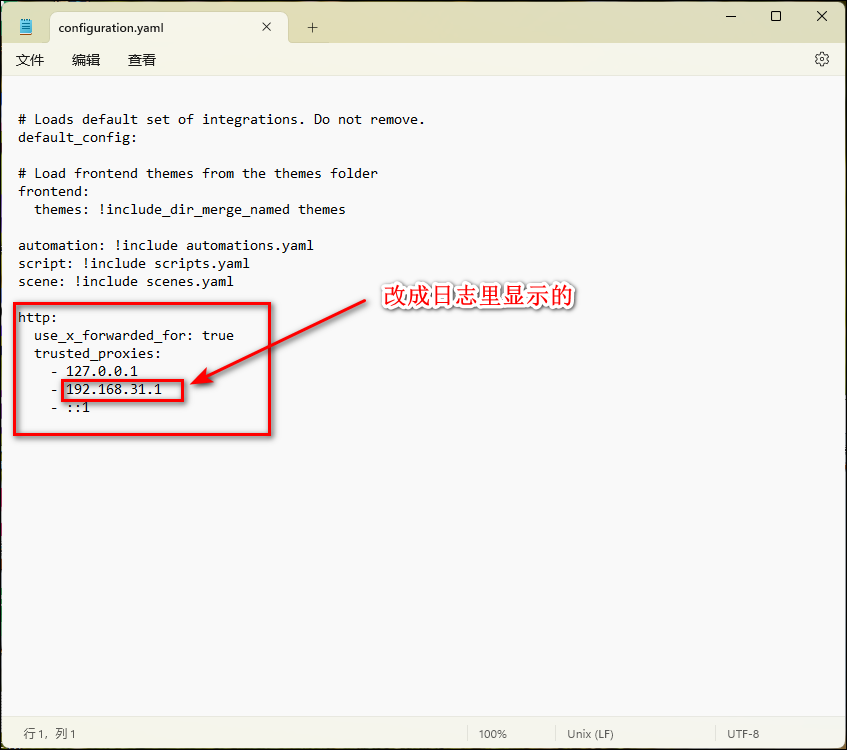 configuration.yaml
文件 编辑 查看
# Loads default set of integrations. Do not remove.
default_config:
# Load frontend themes from the themes folder
frontend:
  themes: !include_dir_merge_named themes
automation: !include automations.yaml
script: !include scripts.yaml
scene: !include scenes.yaml
改成日志里显示的
http:
  use_x_forwarded_for: true
  trusted_proxies:
    - 127.0.0.1
    - 192.168.31.1
    - ::1
行 1，列 1 100% Unix (LF) UTF-8